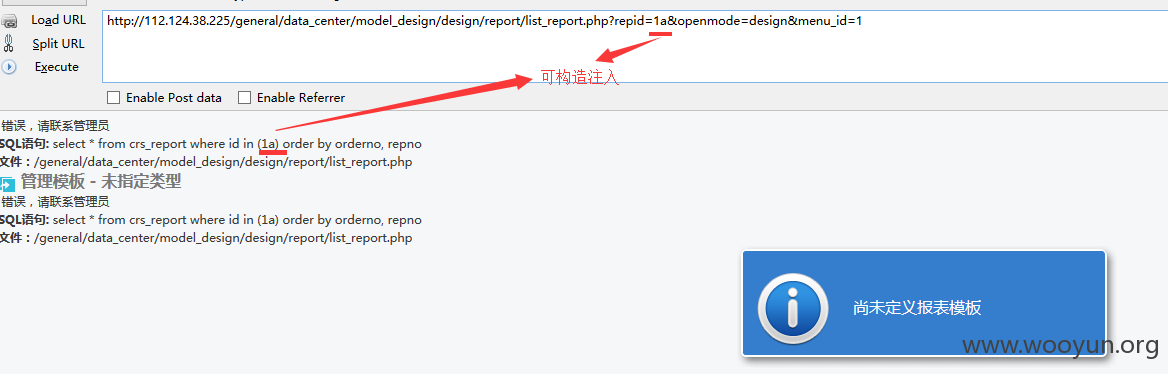 Load URL
http://112.124.38.225/general/data_center/model_design/design/report/list_report.php?repid=1a&openmode=design&menu_id=1
Split URL
Execute
可构造注入
Enable Post data Enable Referrer
错误，请联系管理员
SQL语句: select * from crs_report where id in (1a) order by orderno, repno
文件：/general/data_center/model_design/design/report/list_report.php
管理模板 - 未指定类型
错误，请联系管理员
SQL语句: select * from crs_report where id in (1a) order by orderno, repno
文件：/general/data_center/model_design/design/report/list_report.php
尚未定义报表模板
www.wooyun.org